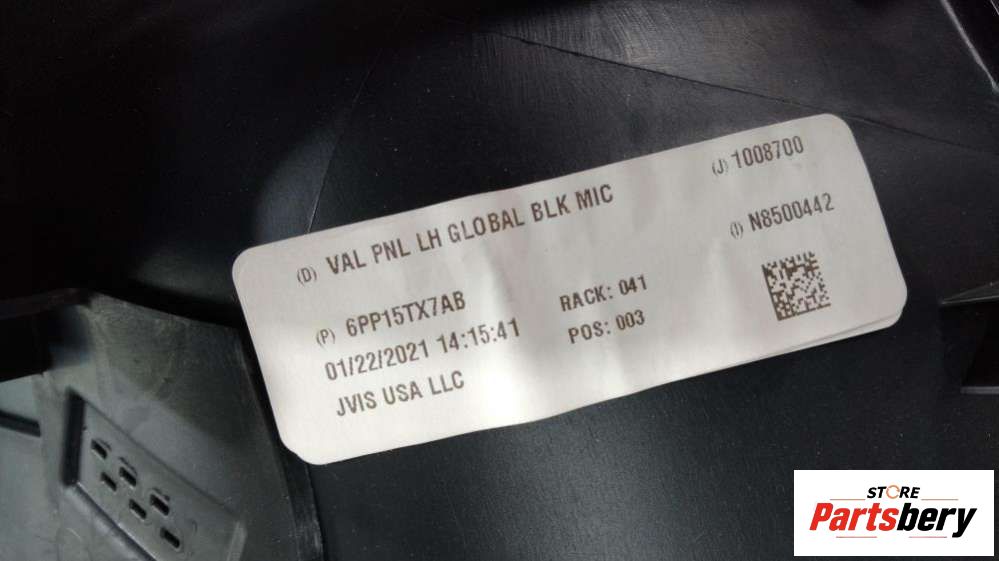 (D) VAL PNL LH GLOBAL BLK MIC
(J) 1008700
(P) 6PP15TX7AB
RACK: 041
(I) N8500442
01/22/2021 14:15:41
POS: 003
JVIS USA LLC
STORE
Partsbery